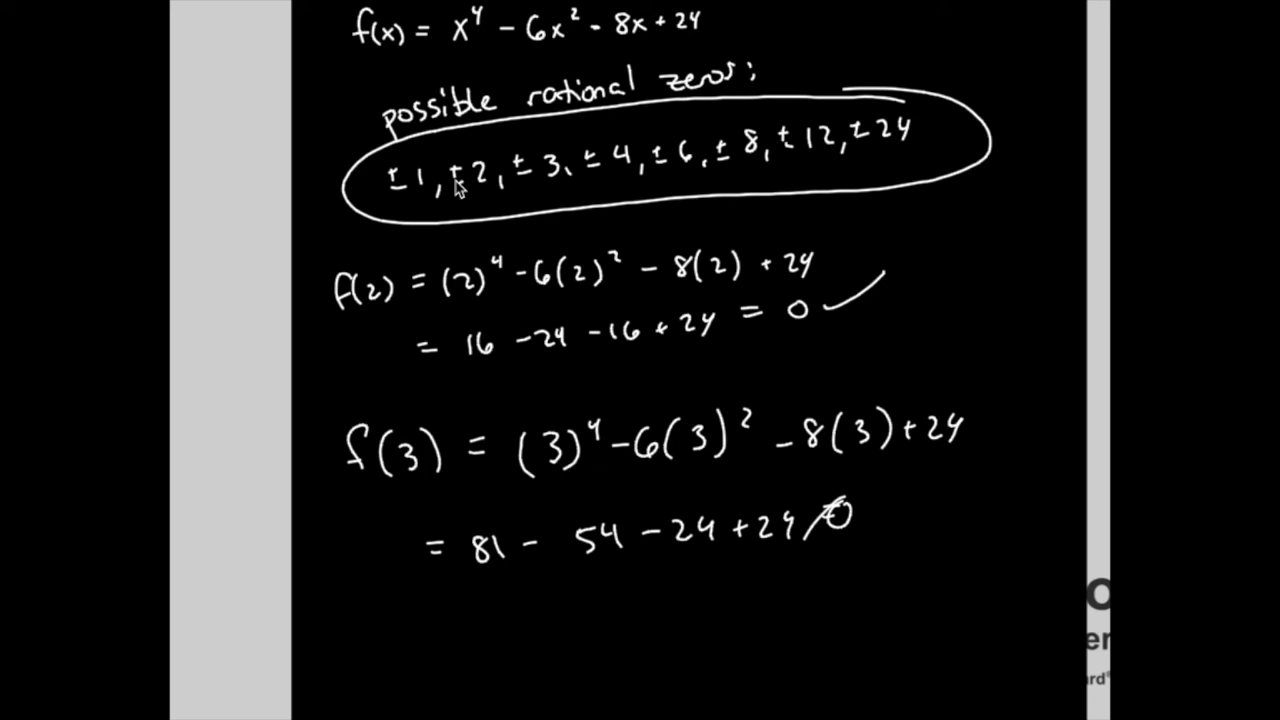 f(x) = x⁴ - 6x² - 8x + 24
possible rational zeros:
± 1, ± 2, ± 3, ± 4, ± 6, ± 8, ± 12, ± 24
f(2) = (2)⁴ - 6(2)² - 8(2) + 24
= 16 - 24 - 16 + 24 = 0 ✓
f(3) = (3)⁴ - 6(3)² - 8(3) + 24
= 81 - 54 - 24 + 24 ≠ 0